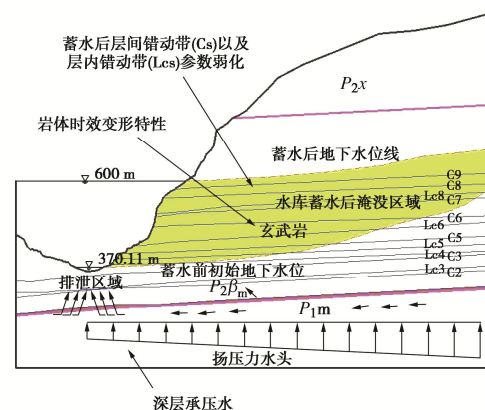 蓄水后层间错动带(Cs)以及
层内错动带(Lcs)参数弱化
P₂x
岩体时效变形特性
蓄水后地下水位线
600 m
C9
C8
水库蓄水后淹没区域
Lc8
C7
玄武岩
C6
Lc6
C5
Lc5
370.11 m
Lc4
C3
蓄水前初始地下水位
Lc3
C2
排泄区域
P₂βm
P₁m
扬压力水头
深层承压水